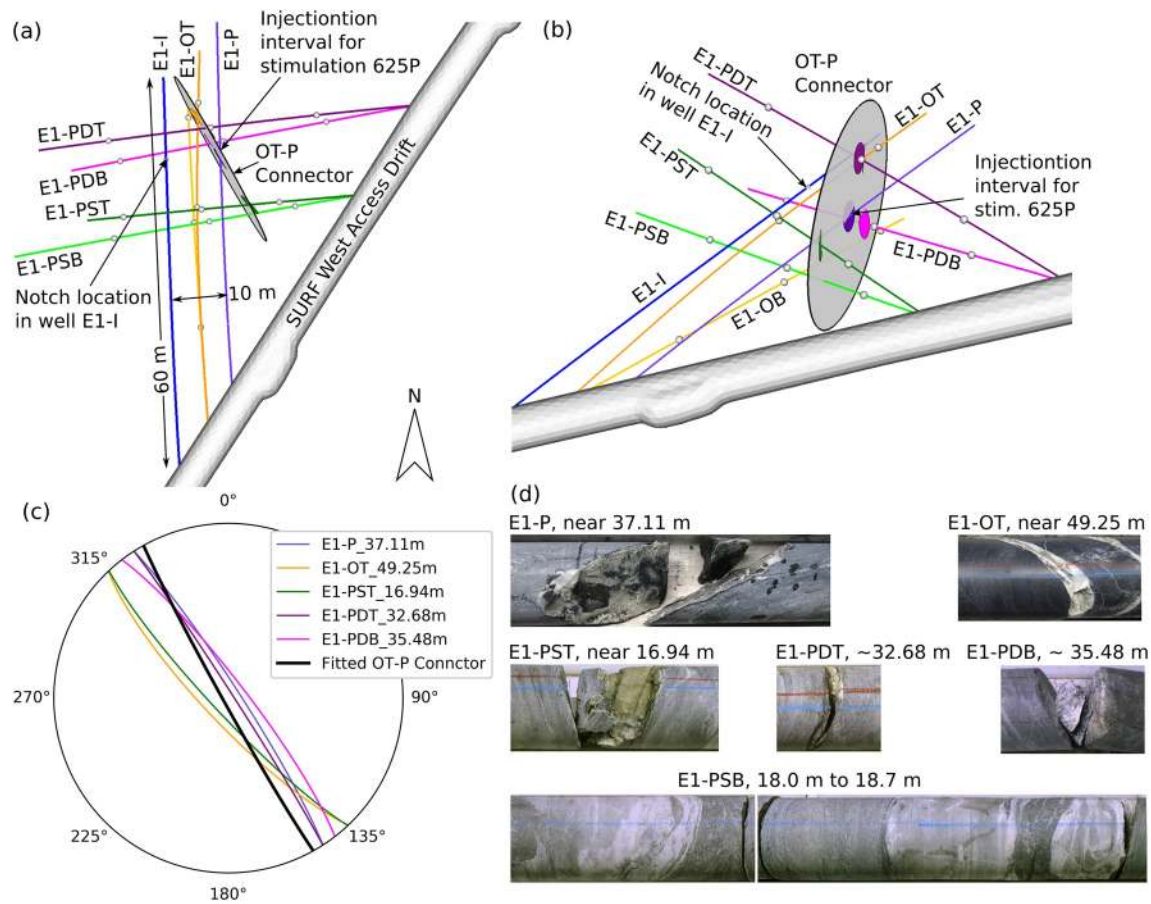 (a)
E1-I
E1-OT
E1-P
Injectiontion
interval for
stimulation 625P
E1-PDT
E1-PDB
OT-P
Connector
E1-PST
E1-PSB
Notch location
in well E1-I
10 m
60 m
SURF West Access Drift
N
(b)
OT-P
Connector
E1-PDT
E1-OT
Notch location
in well E1-I
E1-P
E1-PST
Injectiontion
interval for
stim. 625P
E1-PSB
E1-PDB
E1-I
E1-OB
(c)
0°
315°
270°
90°
225°
135°
180°
E1-P_37.11m
E1-OT_49.25m
E1-PST_16.94m
E1-PDT_32.68m
E1-PDB_35.48m
Fitted OT-P Connctor
(d)
E1-P, near 37.11 m
E1-OT, near 49.25 m
E1-PST, near 16.94 m
E1-PDT, ~32.68 m
E1-PDB, ~ 35.48 m
E1-PSB, 18.0 m to 18.7 m